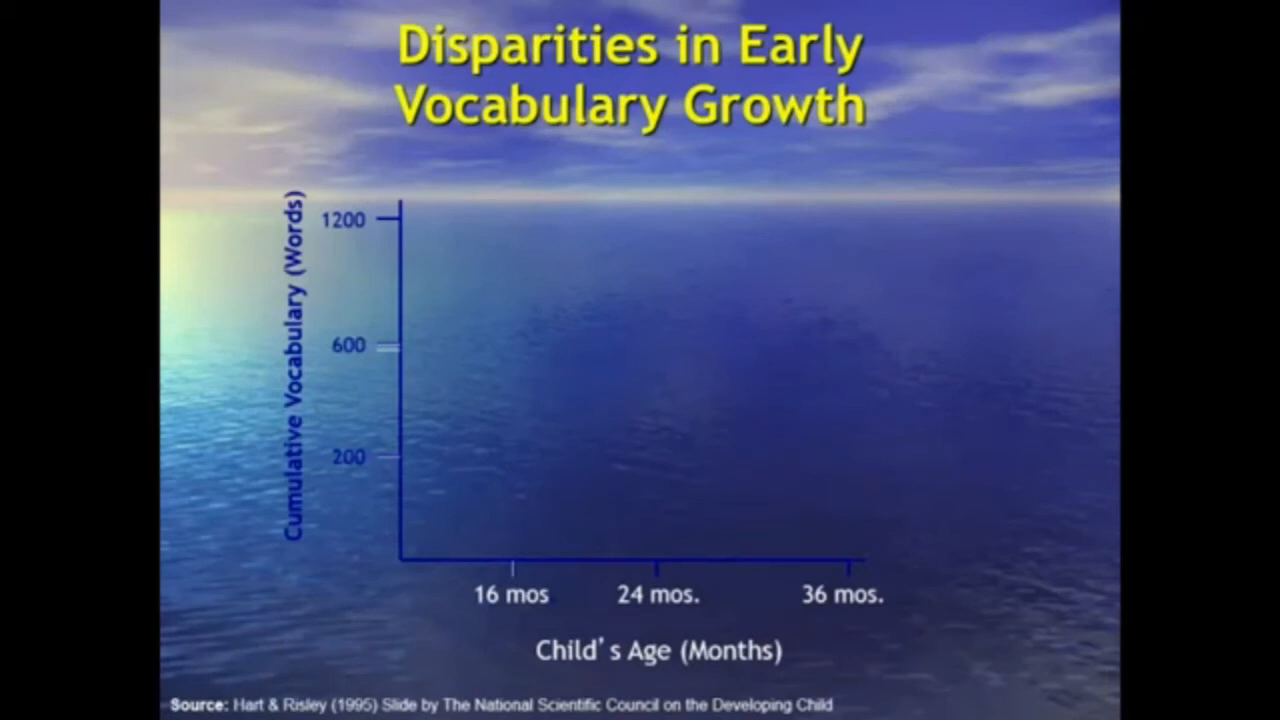 Disparities in Early
Vocabulary Growth
Cumulative Vocabulary (Words)
1200
600
200
16 mos
24 mos.
36 mos.
Child's Age (Months)
Source: Hart & Risley (1995) Slide by The National Scientific Council on the Developing Child